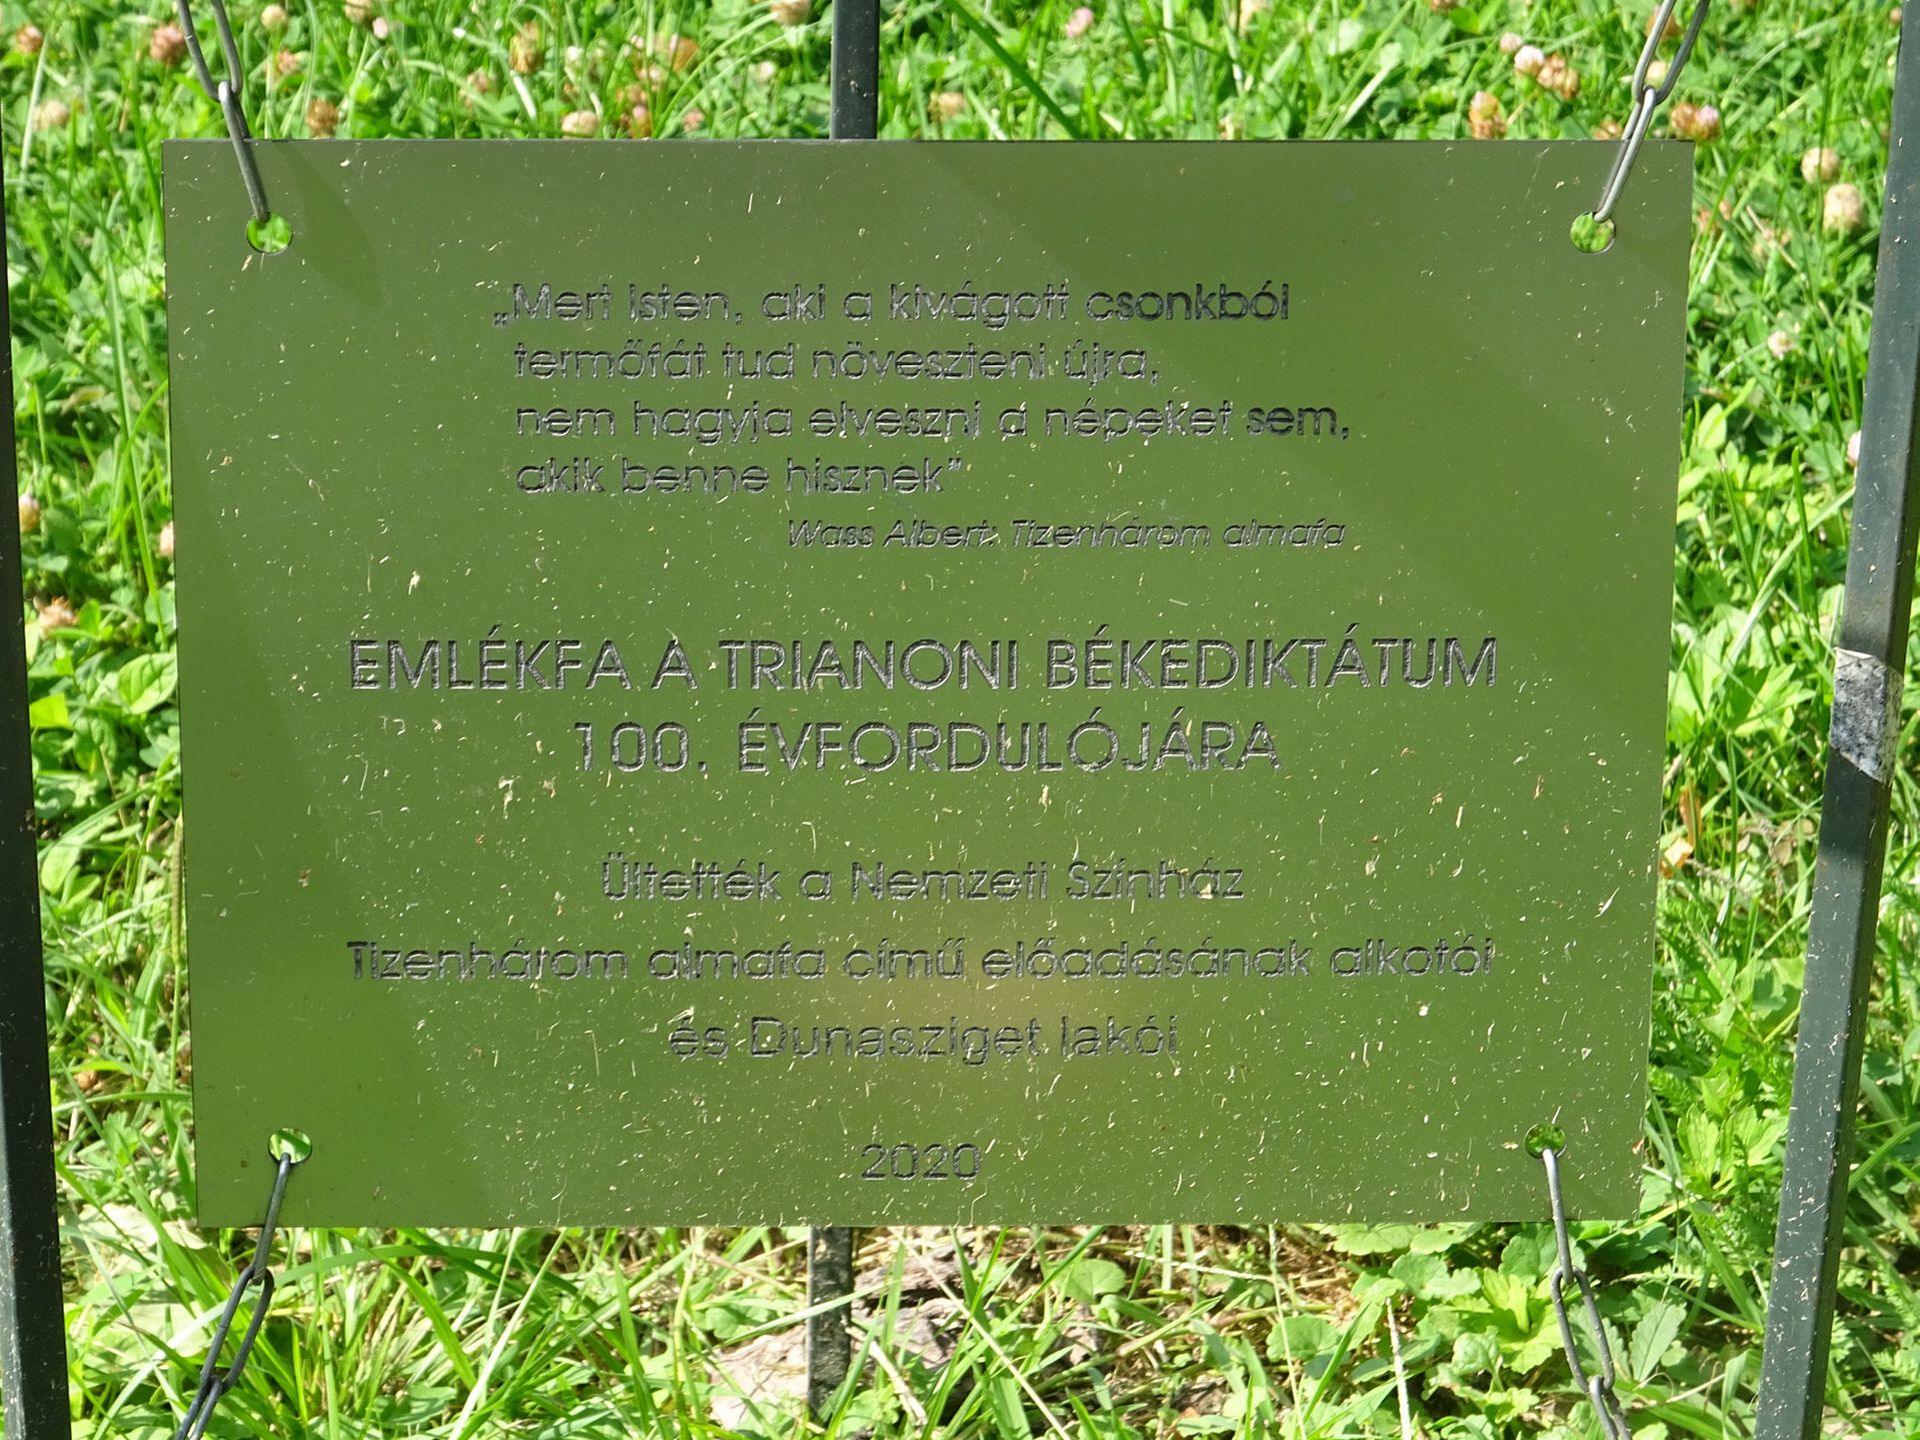 „Mert Isten, aki a kivágott csonkból
termőfát tud növeszteni újra,
nem hagyja elveszni a népeket sem,
akik benne hisznek”
Wass Albert: Tizenhárom almafa
EMLÉKFA A TRIANONI BÉKEDIKTÁTUM
100. ÉVFORDULÓJÁRA
Ültették a Nemzeti Színház
Tizenhárom almafa című előadásának alkotói
és Dunasziget lakói
2020